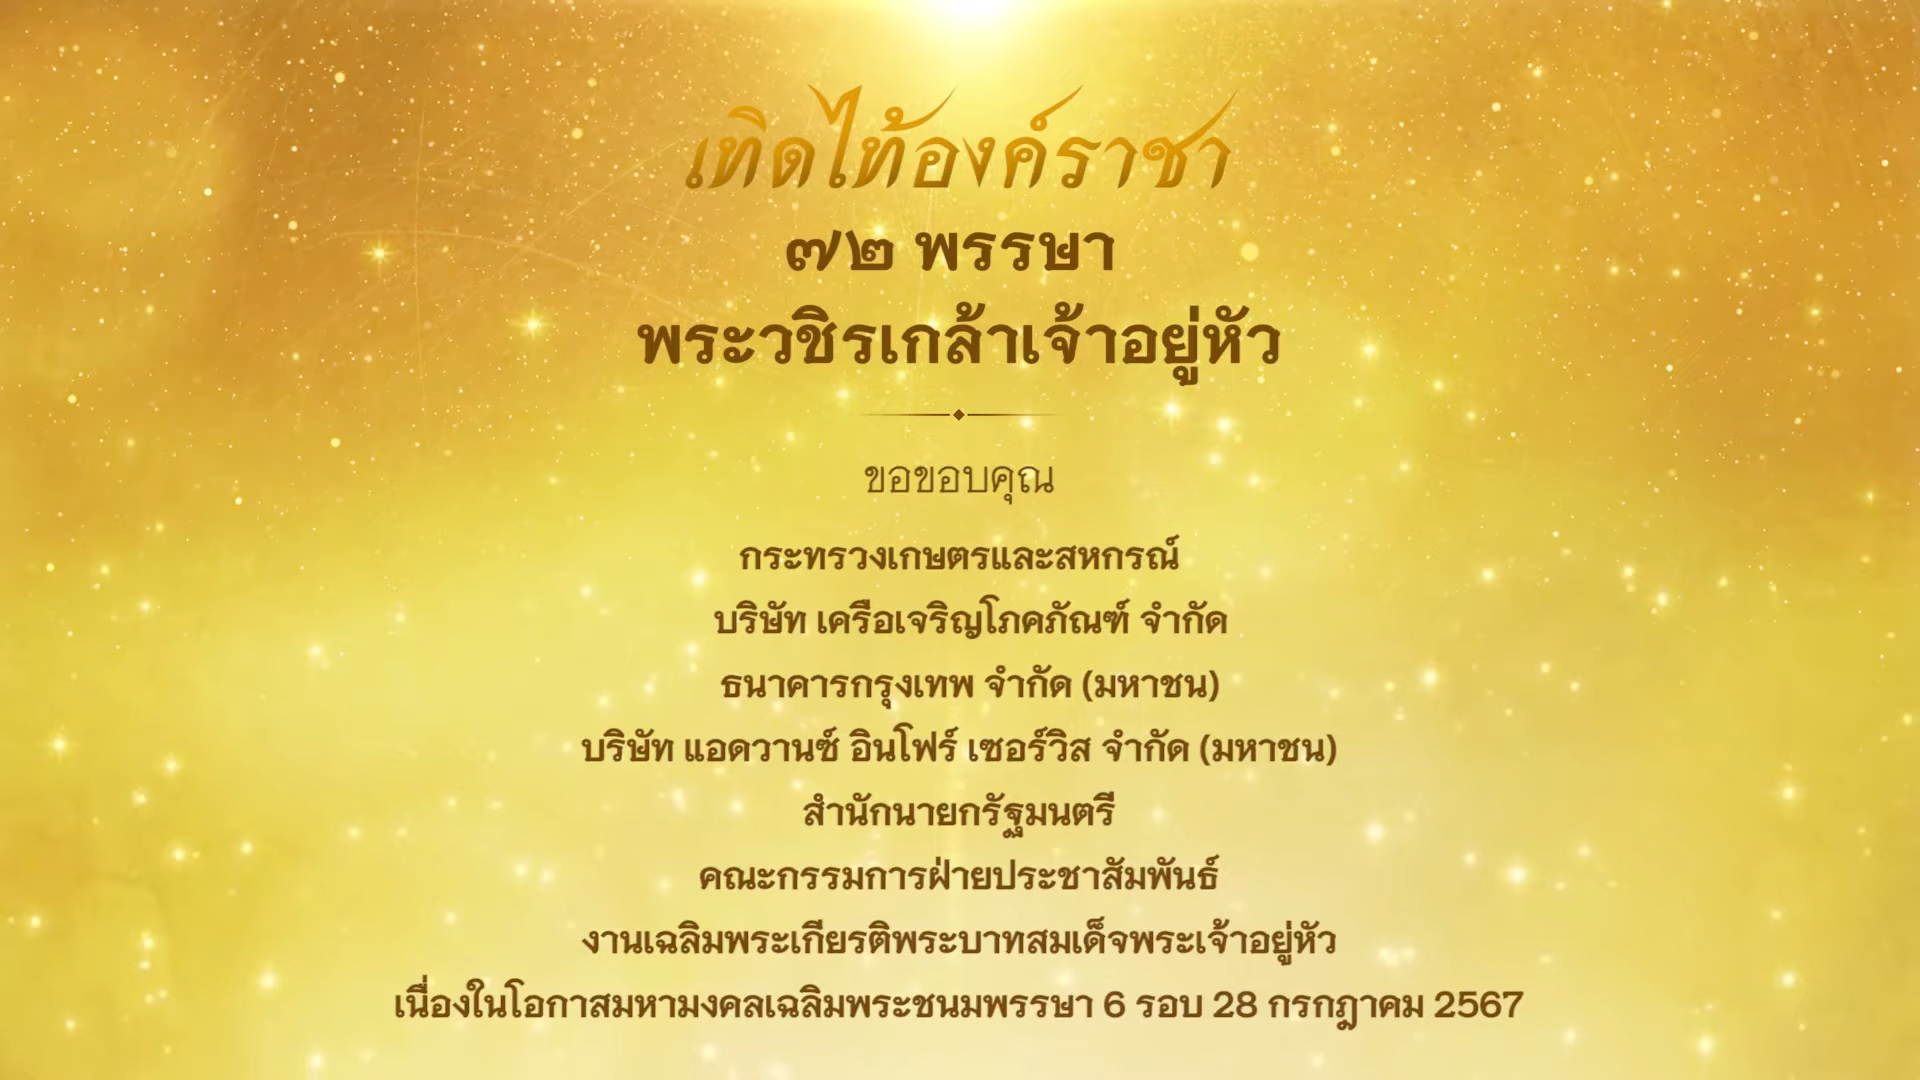 เทิดไท้องค์ราชา
๗๒ พรรษา
พระวชิรเกล้าเจ้าอยู่หัว
ขอขอบคุณ
กระทรวงเกษตรและสหกรณ์
บริษัท เครือเจริญโภคภัณฑ์ จำกัด
ธนาคารกรุงเทพ จำกัด (มหาชน)
บริษัท แอดวานซ์ อินโฟร์ เซอร์วิส จำกัด (มหาชน)
สำนักนายกรัฐมนตรี
คณะกรรมการฝ่ายประชาสัมพันธ์
งานเฉลิมพระเกียรติพระบาทสมเด็จพระเจ้าอยู่หัว
เนื่องในโอกาสมหามงคลเฉลิมพระชนมพรรษา 6 รอบ 28 กรกฎาคม 2567